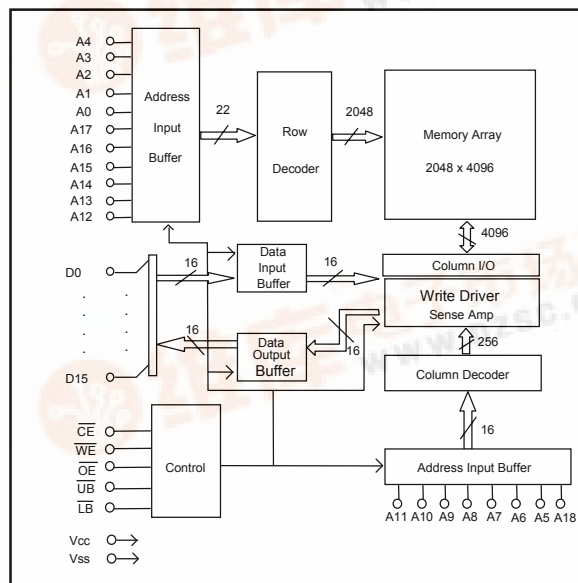 A4
A3
A2
A1
A0
A17
A16
A15
A14
A13
A12
Address
Input
Buffer
22
Row
Decoder
2048
Memory Array
2048 x 4096
4096
D0
.
.
.
.
.
D15
16
Data
Input
Buffer
16
Column I/O
Write Driver
Sense Amp
16
Data
Output
Buffer
16
256
Column Decoder
16
CE
WE
OE
UB
LB
Control
Address Input Buffer
A11 A10 A9 A8 A7 A6 A5 A18
Vcc
Vss